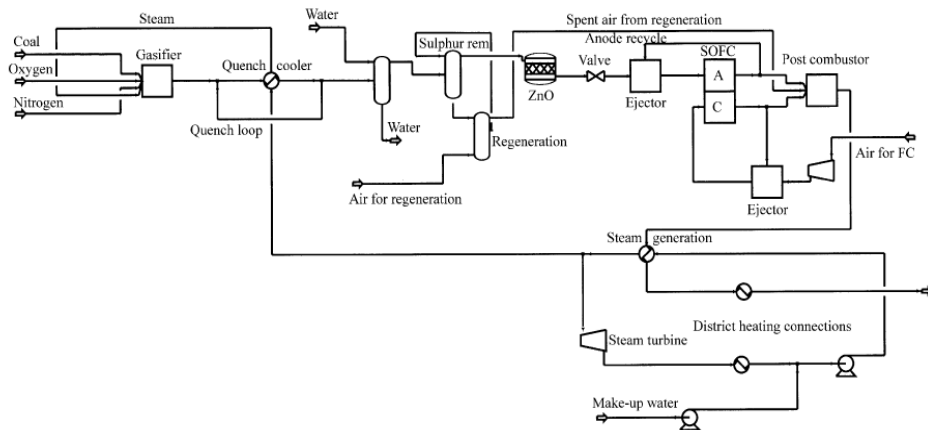 Steam
Coal
Gasifier
Oxygen
Nitrogen
Quench cooler
Quench loop
Water
Water
Sulphur rem
Regeneration
Air for regeneration
Spent air from regeneration
Anode recycle
ZnO
Valve
Ejector
SOFC
A
C
Post combustor
Air for FC
Ejector
Steam generation
District heating connections
Steam turbine
Make-up water